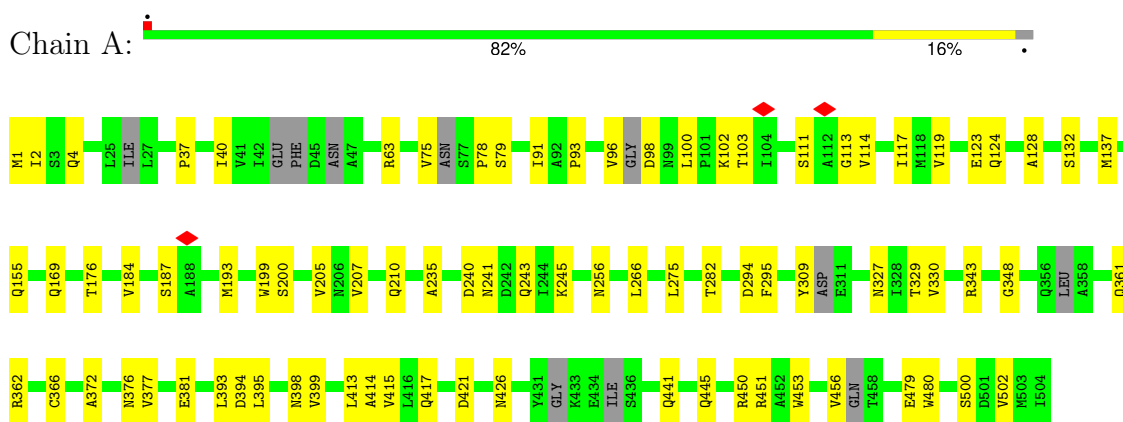 Chain A:
82%
16%
M1 I2 S3 Q4 L25 ILE L27 P37 I40 V41 I42 GLU PHE D45 ASN A47 R63 V75 ASN S77 P78 S79 I91 A92 P93 V96 GLY D98 N99 L100 P101 K102 T103 I104 S111 A112 G113 V114 I117 M118 V119 E123 Q124 A128 S132 M137
Q155 Q169 T176 V184 S187 A188 M193 W199 S200 V205 N206 V207 Q210 A235 D240 N241 D242 Q243 I244 K245 N256 L266 L275 T282 D294 F295 Y309 ASP E311 N327 I328 T329 V330 R343 G348 Q356 LEU A358 Q361
R362 C366 A372 N376 V377 E381 L393 D394 L395 N398 V399 L413 A414 V415 L416 Q417 D421 N426 Y431 GLY K433 E434 ILE S436 Q441 Q445 R450 R451 A452 W453 V456 GLN T458 E479 W480 S500 D501 V502 M503 I504